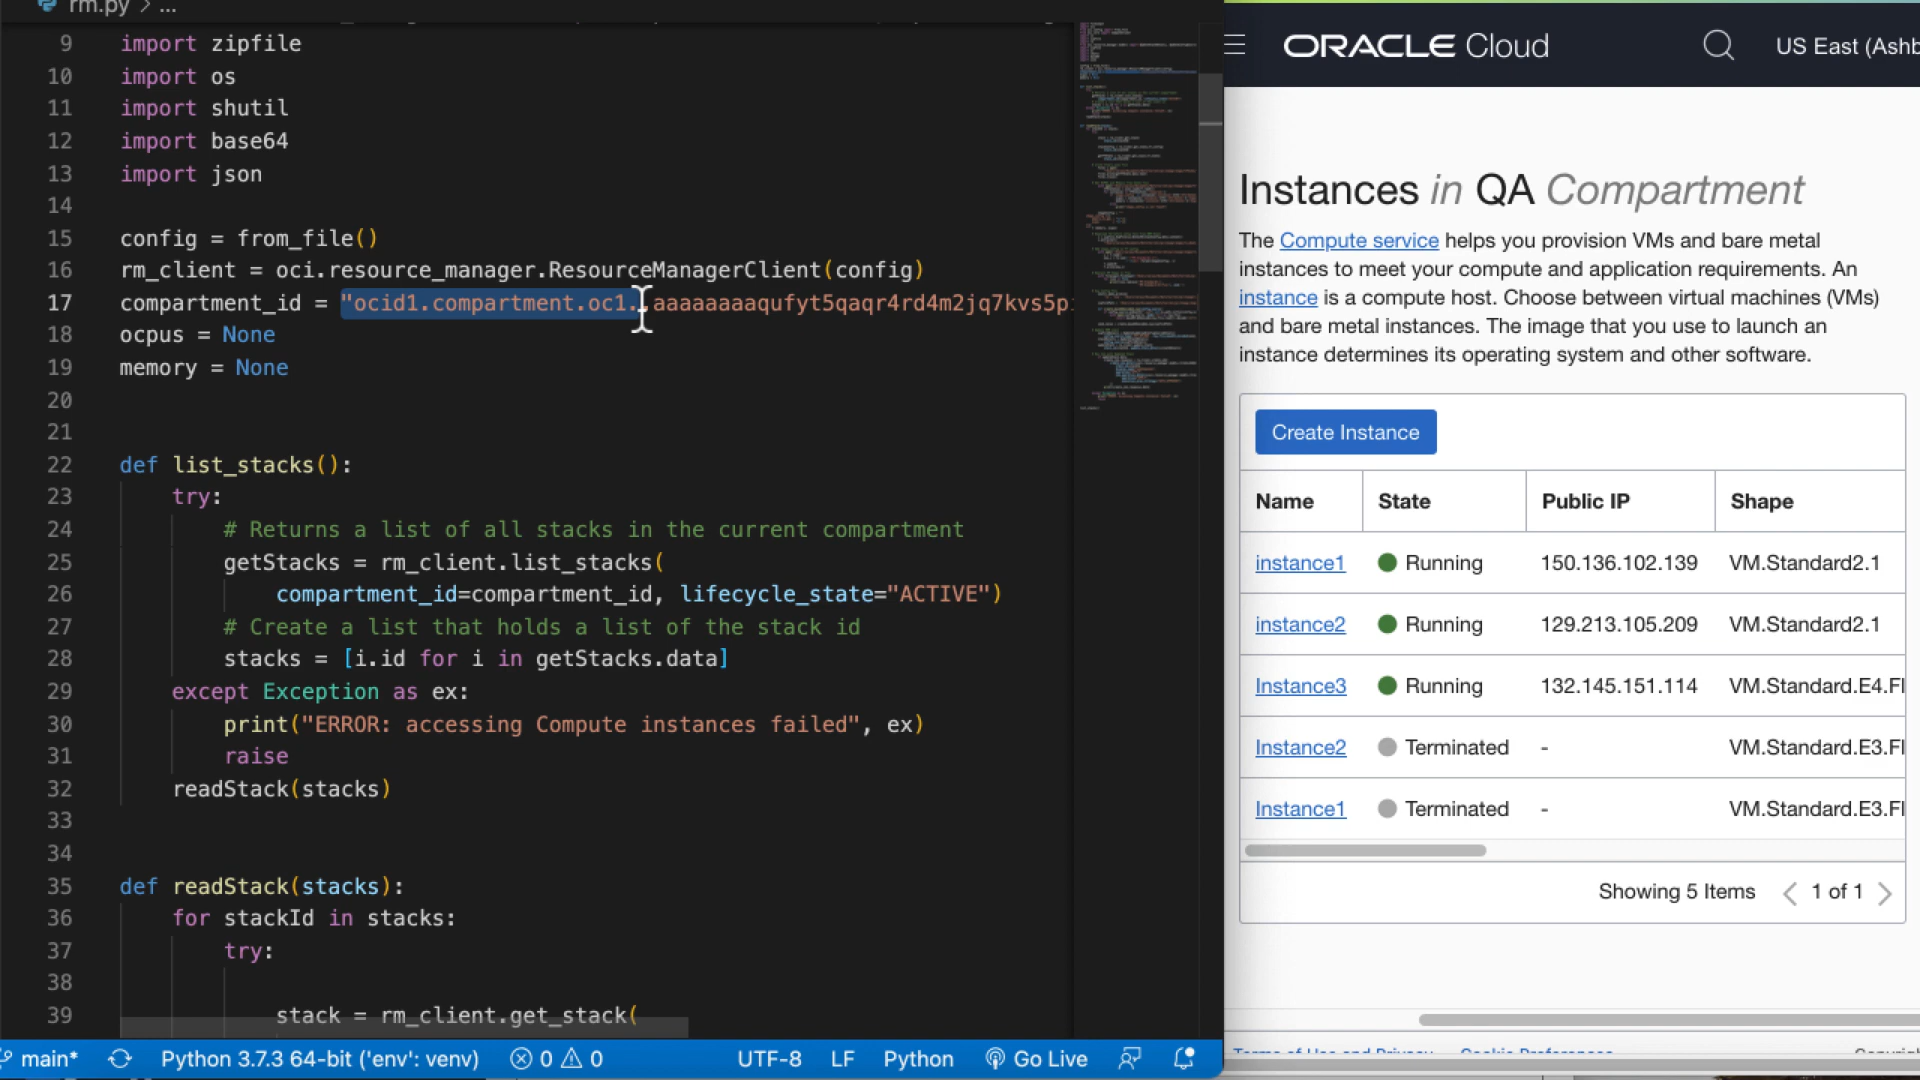 rm.py > ...
9 import zipfile
10 import os
11 import shutil
12 import base64
13 import json
14
15 config = from_file()
16 rm_client = oci.resource_manager.ResourceManagerClient(config)
17 compartment_id = "ocid1.compartment.oc1..aaaaaaaaqufyt5qaqr4rd4m2jq7kvs5p
18 ocpus = None
19 memory = None
20
21
22 def list_stacks():
23 try:
24 # Returns a list of all stacks in the current compartment
25 getStacks = rm_client.list_stacks(
26 compartment_id=compartment_id, lifecycle_state="ACTIVE")
27 # Create a list that holds a list of the stack id
28 stacks = [i.id for i in getStacks.data]
29 except Exception as ex:
30 print("ERROR: accessing Compute instances failed", ex)
31 raise
32 readStack(stacks)
33
34
35 def readStack(stacks):
36 for stackId in stacks:
37 try:
38
39 stack = rm_client.get_stack(
main* Python 3.7.3 64-bit ('env': venv) 0 0 UTF-8 LF Python Go Live
ORACLE Cloud US East (Ashb
Instances in QA Compartment
The Compute service helps you provision VMs and bare metal
instances to meet your compute and application requirements. An
instance is a compute host. Choose between virtual machines (VMs)
and bare metal instances. The image that you use to launch an
instance determines its operating system and other software.
Create Instance
Name State Public IP Shape
instance1 Running 150.136.102.139 VM.Standard2.1
instance2 Running 129.213.105.209 VM.Standard2.1
Instance3 Running 132.145.151.114 VM.Standard.E4.Fl
Instance2 Terminated - VM.Standard.E3.Fl
Instance1 Terminated - VM.Standard.E3.Fl
Showing 5 Items < 1 of 1 >
Terms of Use and Privacy Cookie Preferences